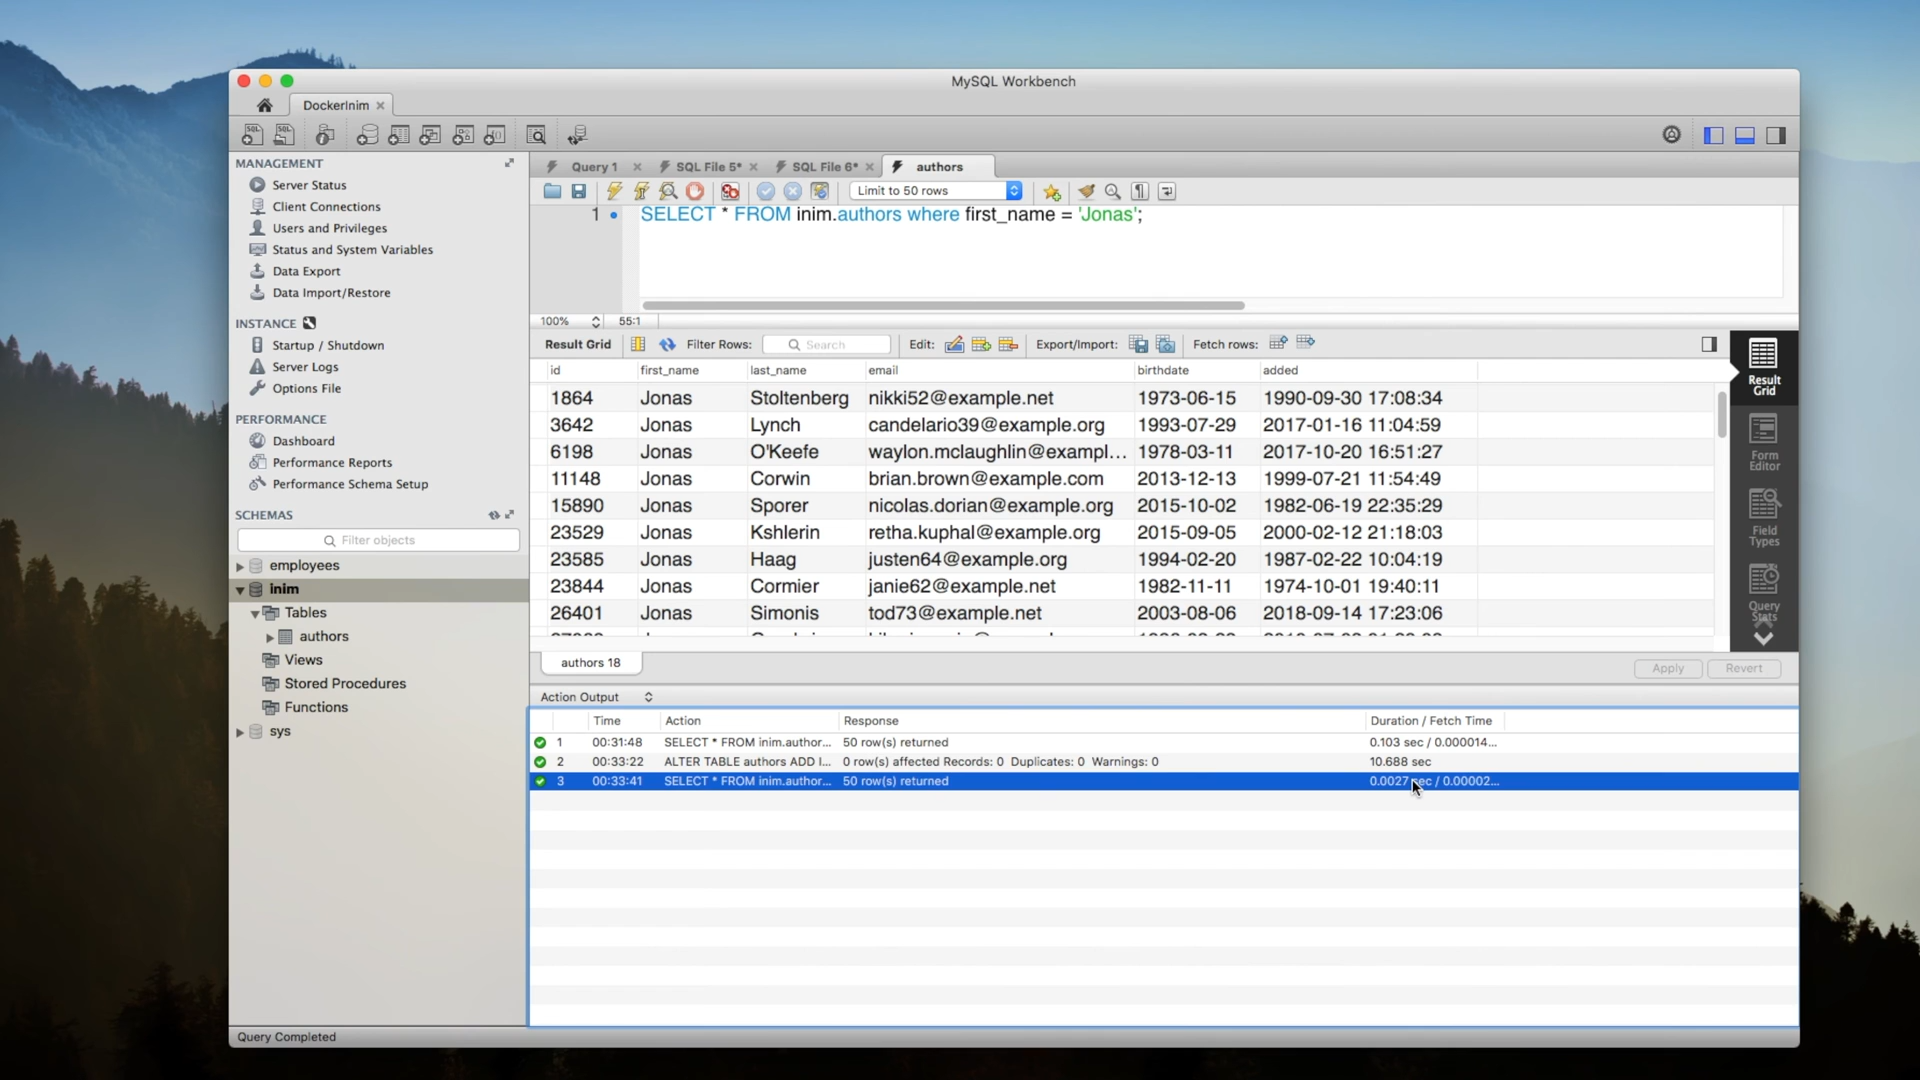 MySQL Workbench
DockerInim
MANAGEMENT
Server Status
Client Connections
Users and Privileges
Status and System Variables
Data Export
Data Import/Restore
INSTANCE
Startup / Shutdown
Server Logs
Options File
PERFORMANCE
Dashboard
Performance Reports
Performance Schema Setup
SCHEMAS
Filter objects
employees
inim
Tables
authors
Views
Stored Procedures
Functions
sys
Query 1 SQL File 5* SQL File 6* authors
Limit to 50 rows
1 SELECT * FROM inim.authors where first_name = 'Jonas';
100% 55:1
Result Grid Filter Rows: Search Edit: Export/Import: Fetch rows:
id first_name last_name email birthdate added
1864 Jonas Stoltenberg nikki52@example.net 1973-06-15 1990-09-30 17:08:34
3642 Jonas Lynch candelario39@example.org 1993-07-29 2017-01-16 11:04:59
6198 Jonas O'Keefe waylon.mclaughlin@exampl... 1978-03-11 2017-10-20 16:51:27
11148 Jonas Corwin brian.brown@example.com 2013-12-13 1999-07-21 11:54:49
15890 Jonas Sporer nicolas.dorian@example.org 2015-10-02 1982-06-19 22:35:29
23529 Jonas Kshlerin retha.kuphal@example.org 2015-09-05 2000-02-12 21:18:03
23585 Jonas Haag justen64@example.org 1994-02-20 1987-02-22 10:04:19
23844 Jonas Cormier janie62@example.net 1982-11-11 1974-10-01 19:40:11
26401 Jonas Simonis tod73@example.net 2003-08-06 2018-09-14 17:23:06
Result
Grid
Form
Editor
Field
Types
Query
Stats
authors 18
Apply Revert
Action Output
Time Action Response Duration / Fetch Time
1 00:31:48 SELECT * FROM inim.author... 50 row(s) returned 0.103 sec / 0.000014...
2 00:33:22 ALTER TABLE authors ADD I... 0 row(s) affected Records: 0 Duplicates: 0 Warnings: 0 10.688 sec
3 00:33:41 SELECT * FROM inim.author... 50 row(s) returned 0.0027 sec / 0.00002...
Query Completed